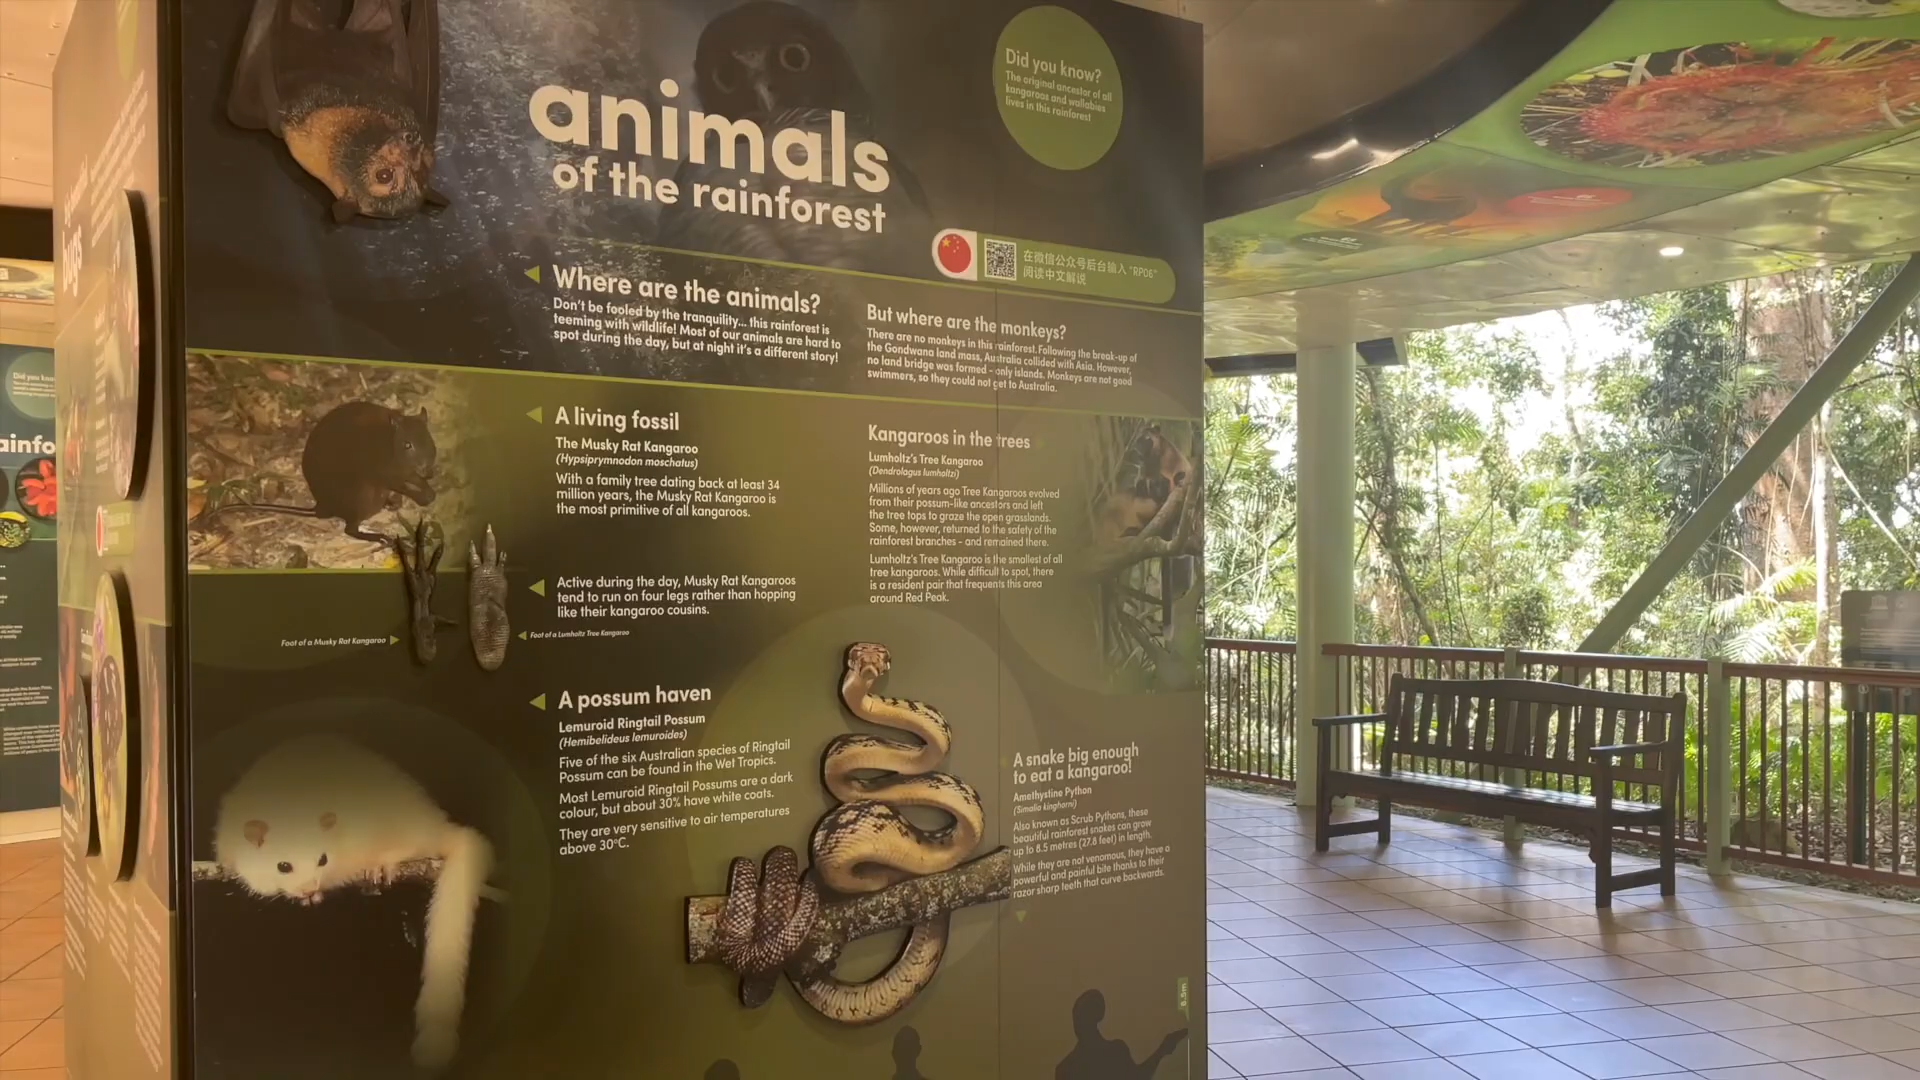 animals
of the rainforest
Did you know?
The original ancestor of all
kangaroos and wallabies
lives in this rainforest
在微信公众号后台输入 "RP06"
阅读中文解说
Where are the animals?
Don't be fooled by the tranquility... this rainforest is
teeming with wildlife! Most of our animals are hard to
spot during the day, but at night it's a different story!
But where are the monkeys?
There are no monkeys in this rainforest. Following the break-up of
the Gondwana land mass, Australia collided with Asia. However,
no land bridge was formed - only islands. Monkeys are not good
swimmers, so they could not get to Australia.
A living fossil
The Musky Rat Kangaroo
(Hypsiprymnodon moschatus)
With a family tree dating back at least 34
million years, the Musky Rat Kangaroo is
the most primitive of all kangaroos.
Active during the day, Musky Rat Kangaroos
tend to run on four legs rather than hopping
like their kangaroo cousins.
Foot of a Musky Rat Kangaroo
Foot of a Lumholtz Tree Kangaroo
Kangaroos in the trees
Lumholtz's Tree Kangaroo
(Dendrolagus lumholtzi)
Millions of years ago Tree Kangaroos evolved
from their possum-like ancestors and left
the tree tops to graze the open grasslands.
Some, however, returned to the safety of the
rainforest branches - and remained there.
Lumholtz's Tree Kangaroo is the smallest of all
tree kangaroos. While difficult to spot, there
is a resident pair that frequents this area
around Red Peak.
A possum haven
Lemuroid Ringtail Possum
(Hemibelideus lemuroides)
Five of the six Australian species of Ringtail
Possum can be found in the Wet Tropics.
Most Lemuroid Ringtail Possums are a dark
colour, but about 30% have white coats.
They are very sensitive to air temperatures
above 30°C.
A snake big enough
to eat a kangaroo!
Amethystine Python
(Simalia kinghorni)
Also known as Scrub Pythons, these
beautiful rainforest snakes can grow
up to 8.5 metres (27.8 feet) in length.
While they are not venomous, they have a
powerful and painful bite thanks to their
razor sharp teeth that curve backwards.
8.5m
bugs
Did you know
ainfo